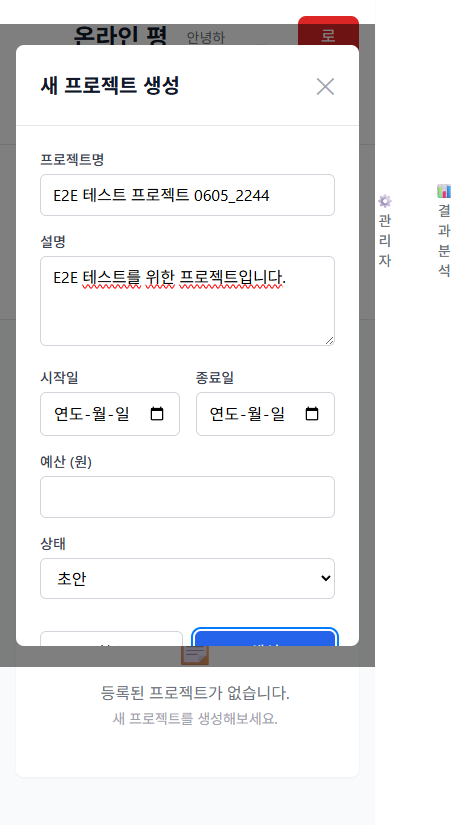 온라인 평
안녕하
로
새 프로젝트 생성
프로젝트명
E2E 테스트 프로젝트 0605_2244
설명
E2E 테스트를 위한 프로젝트입니다.
시작일 종료일
연도-월-일 연도-월-일
예산 (원)
상태
초안
관
리
자
결
과
분
석
등록된 프로젝트가 없습니다.
새 프로젝트를 생성해보세요.